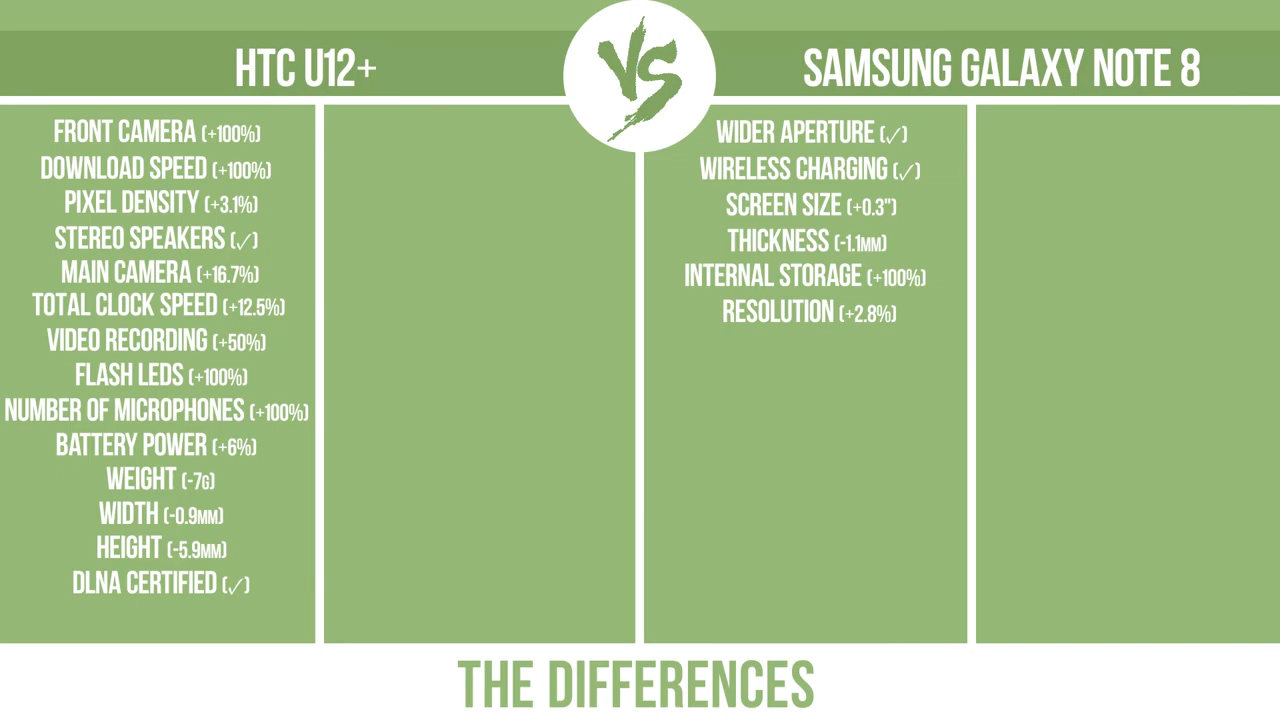 HTC U12+
VS
SAMSUNG GALAXY NOTE 8
FRONT CAMERA (+100%)
DOWNLOAD SPEED (+100%)
PIXEL DENSITY (+3.1%)
STEREO SPEAKERS (✓)
MAIN CAMERA (+16.7%)
TOTAL CLOCK SPEED (+12.5%)
VIDEO RECORDING (+50%)
FLASH LEDS (+100%)
NUMBER OF MICROPHONES (+100%)
BATTERY POWER (+6%)
WEIGHT (-7G)
WIDTH (-0.9MM)
HEIGHT (-5.9MM)
DLNA CERTIFIED (✓)
WIDER APERTURE (✓)
WIRELESS CHARGING (✓)
SCREEN SIZE (+0.3")
THICKNESS (-1.1MM)
INTERNAL STORAGE (+100%)
RESOLUTION (+2.8%)
THE DIFFERENCES